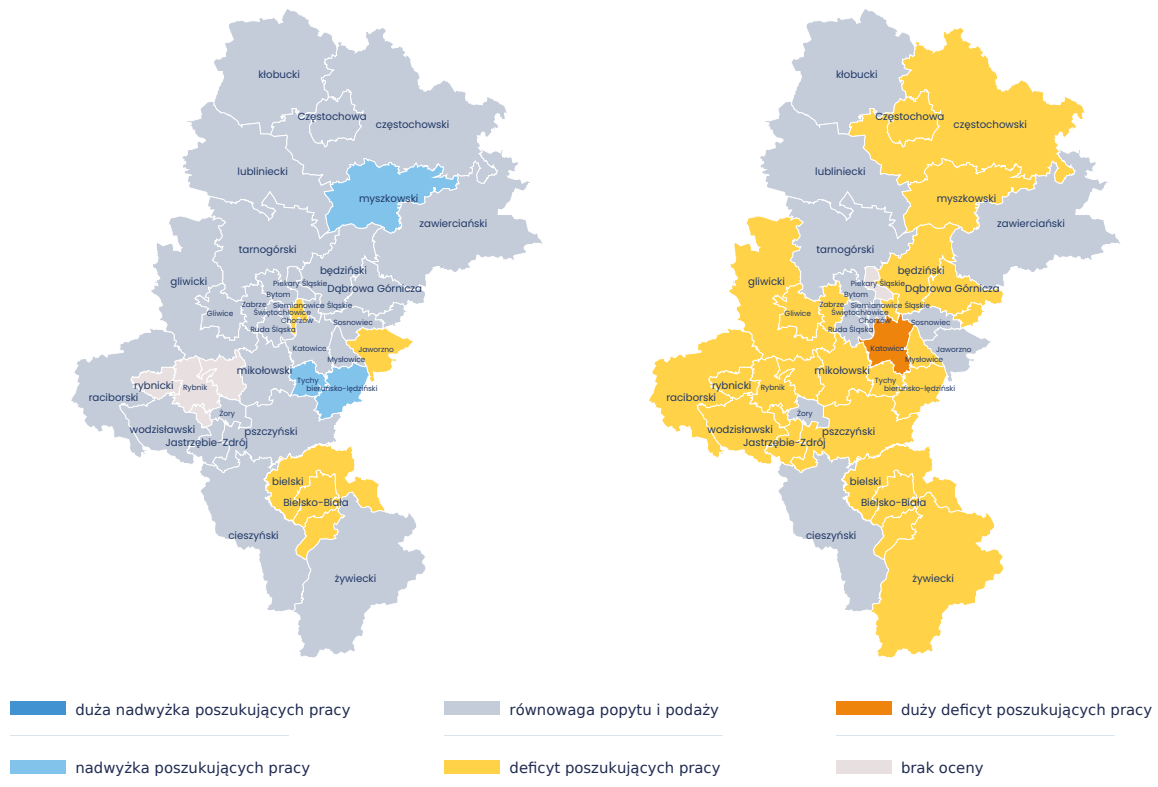 kłobucki
Częstochowa
częstochowski
lubliniecki
myszkowski
zawierciański
tarnogórski
będziński
gliwicki
Piekary Śląskie
Dąbrowa Górnicza
Bytom
Zabrze
Siemianowice Śląskie
Gliwice
Świętochłowice
Chorzów
Sosnowiec
Ruda Śląska
Katowice
Jaworzno
Mysłowice
mikołowski
Tychy
rybnicki
Rybnik
bieruńsko-lędziński
raciborski
Żory
wodzisławski
pszczyński
Jastrzębie-Zdrój
bielski
Bielsko-Biała
cieszyński
żywiecki
kłobucki
Częstochowa
częstochowski
lubliniecki
myszkowski
zawierciański
tarnogórski
będziński
gliwicki
Piekary Śląskie
Dąbrowa Górnicza
Bytom
Zabrze
Siemianowice Śląskie
Gliwice
Świętochłowice
Chorzów
Sosnowiec
Ruda Śląska
Katowice
Jaworzno
Mysłowice
mikołowski
Tychy
rybnicki
Rybnik
bieruńsko-lędziński
raciborski
Żory
wodzisławski
pszczyński
Jastrzębie-Zdrój
bielski
Bielsko-Biała
cieszyński
żywiecki
duża nadwyżka poszukujących pracy
równowaga popytu i podaży
duży deficyt poszukujących pracy
nadwyżka poszukujących pracy
deficyt poszukujących pracy
brak oceny